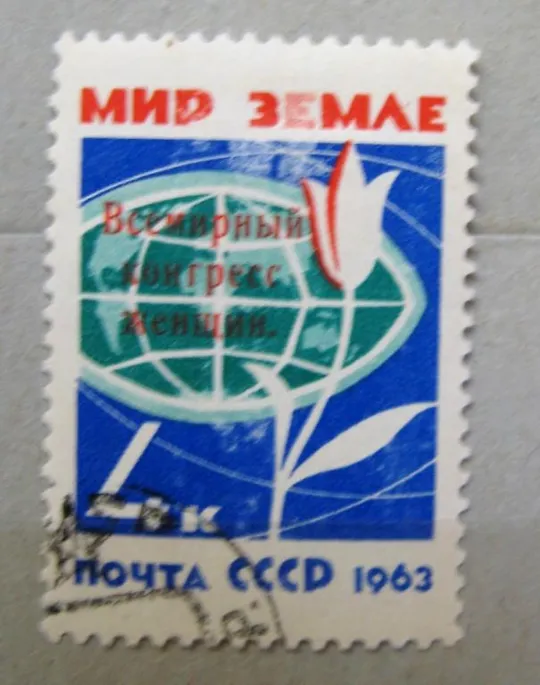 МИР ЗЕМЛЕ
Всемирный
конгресс
женщин.
4 к
ПОЧТА СССР 1963